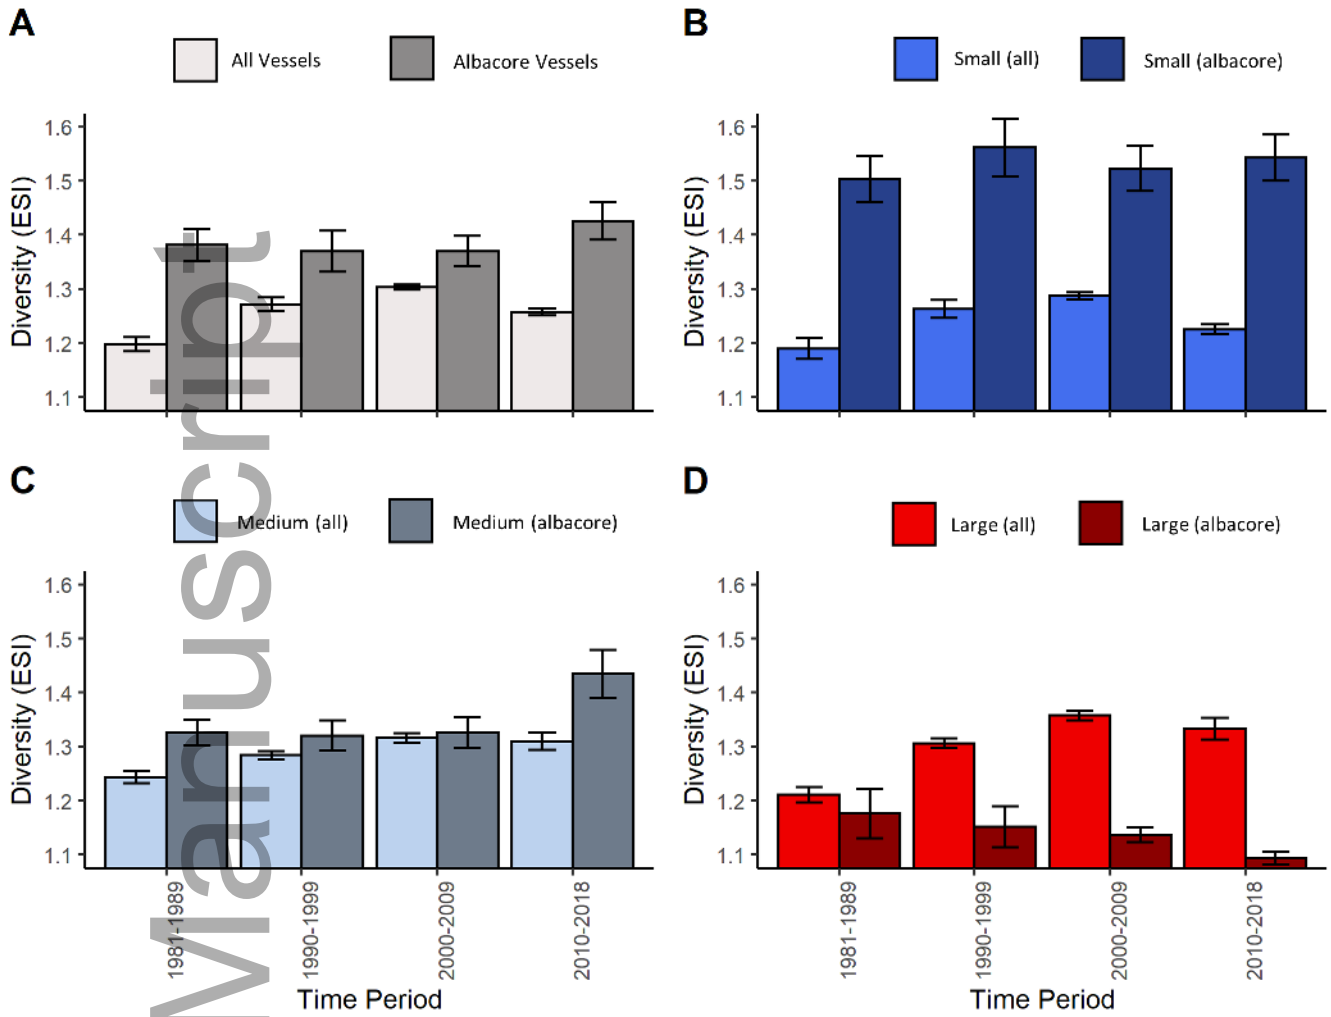 A
All Vessels
Albacore Vessels
Diversity (ESI)
1.6
1.5
1.4
1.3
1.2
1.1
B
Small (all)
Small (albacore)
Diversity (ESI)
1.6
1.5
1.4
1.3
1.2
1.1
C
Medium (all)
Medium (albacore)
Diversity (ESI)
1.6
1.5
1.4
1.3
1.2
1.1
1981-1989
1990-1999
2000-2009
2010-2018
Time Period
D
Large (all)
Large (albacore)
Diversity (ESI)
1.6
1.5
1.4
1.3
1.2
1.1
1981-1989
1990-1999
2000-2009
2010-2018
Time Period
Manuscript